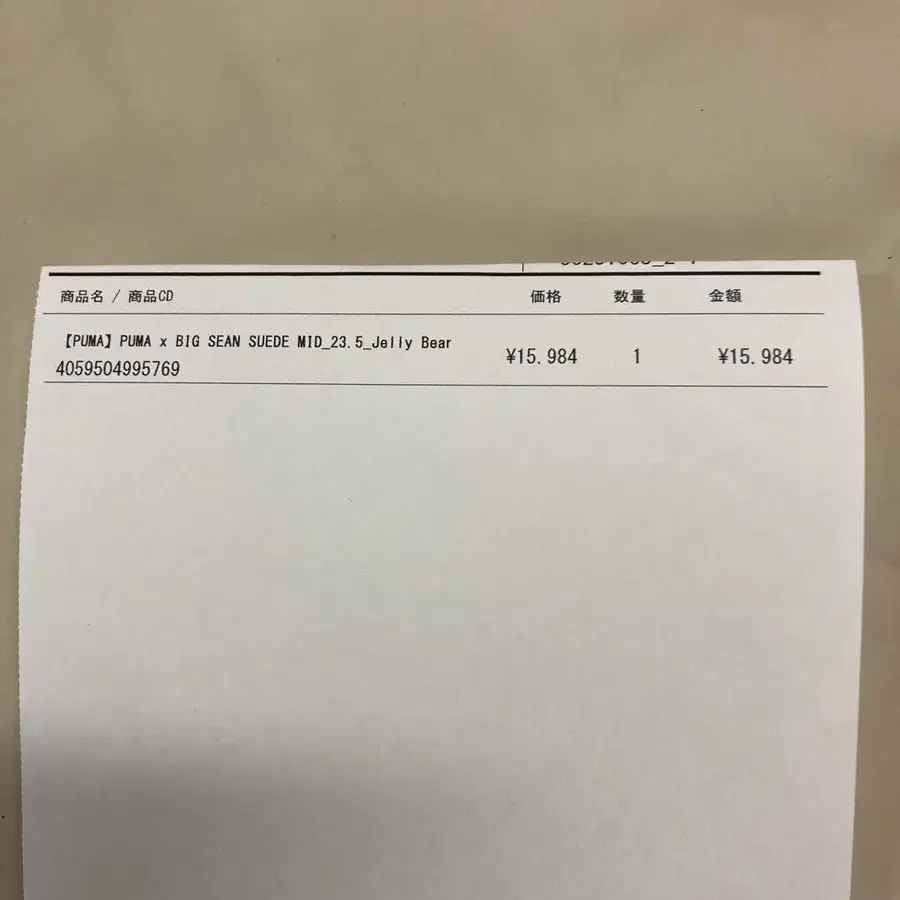 商品名 / 商品CD 価格 数量 金額
【PUMA】PUMA x BIG SEAN SUEDE MID_23.5_Jelly Bear
4059504995769 ¥15.984 1 ¥15.984